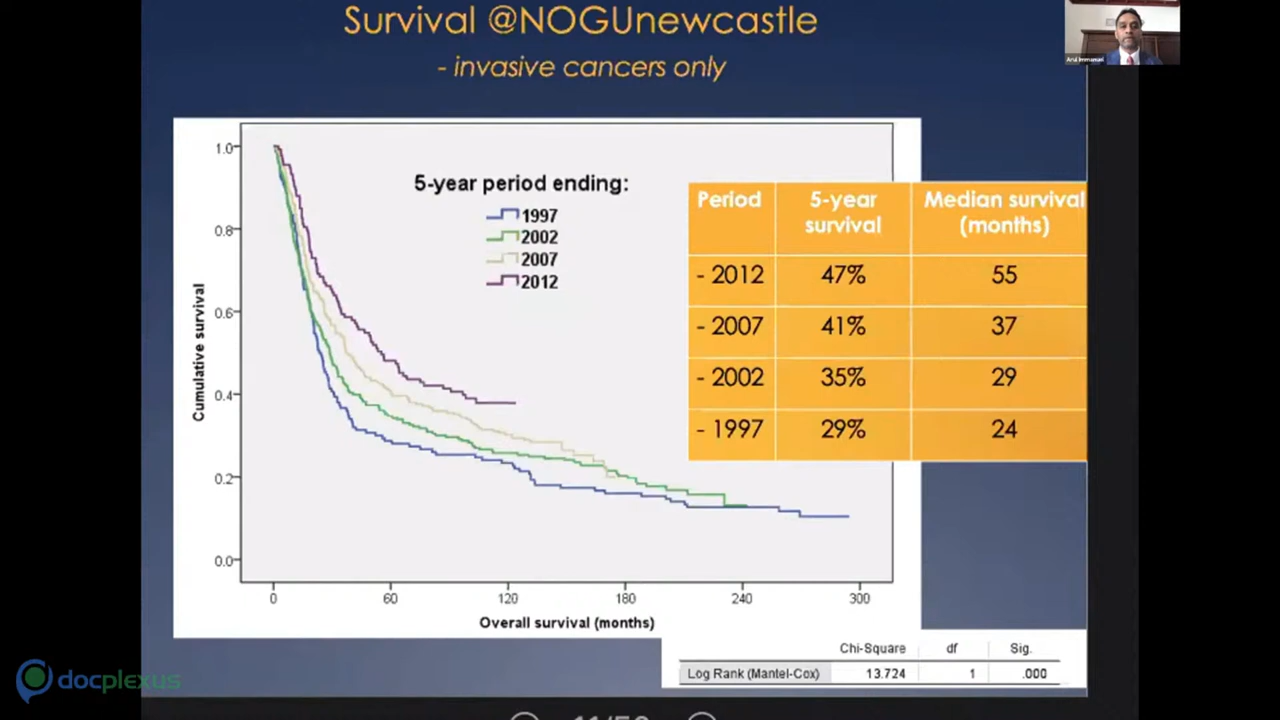 Survival @NOGUnewcastle
- invasive cancers only
Arul Immanuel
5-year period ending:
1997
2002
2007
2012
1.0
0.8
0.6
0.4
0.2
0.0
Cumulative survival
0 60 120 180 240 300
Overall survival (months)
Period 5-year survival Median survival (months)
- 2012 47% 55
- 2007 41% 37
- 2002 35% 29
- 1997 29% 24
Chi-Square df Sig.
Log Rank (Mantel-Cox) 13.724 1 .000
docplexus